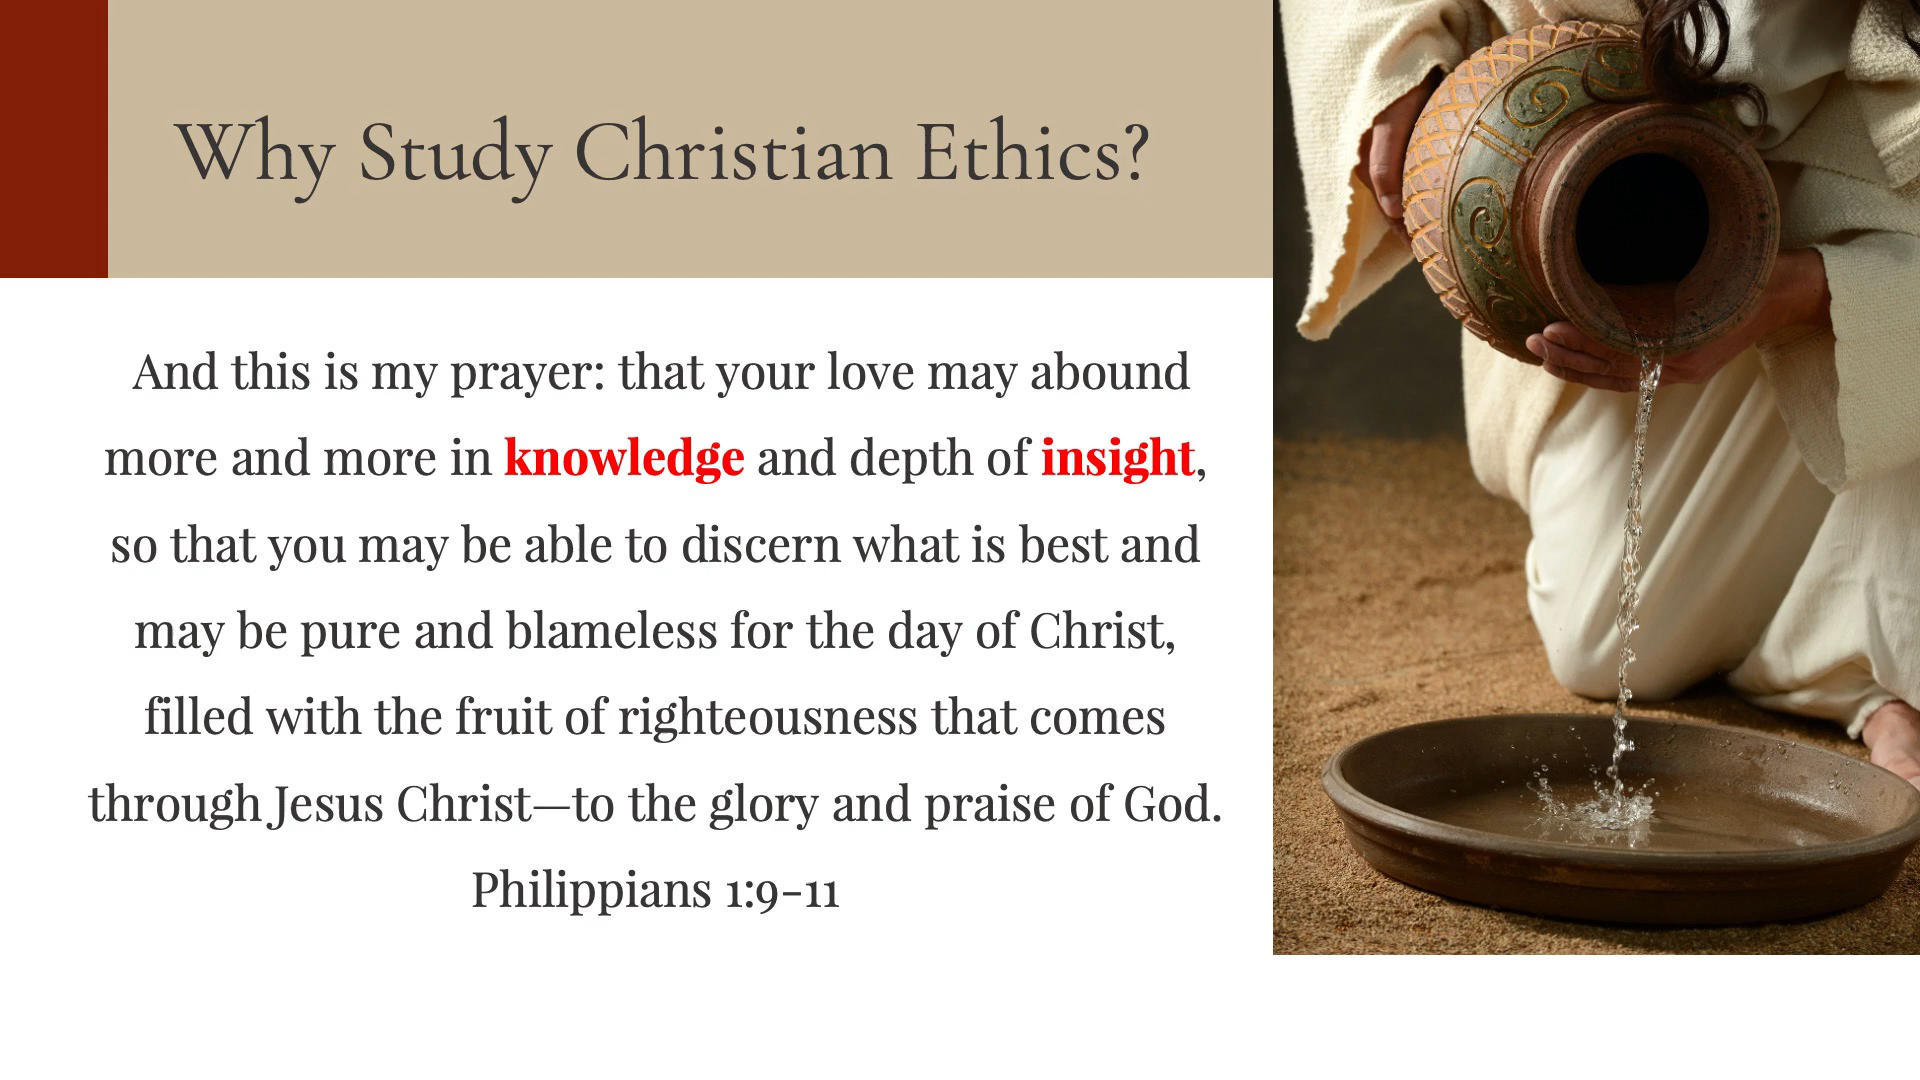 Why Study Christian Ethics?
And this is my prayer: that your love may abound
more and more in knowledge and depth of insight,
so that you may be able to discern what is best and
may be pure and blameless for the day of Christ,
filled with the fruit of righteousness that comes
through Jesus Christ—to the glory and praise of God.
Philippians 1:9-11